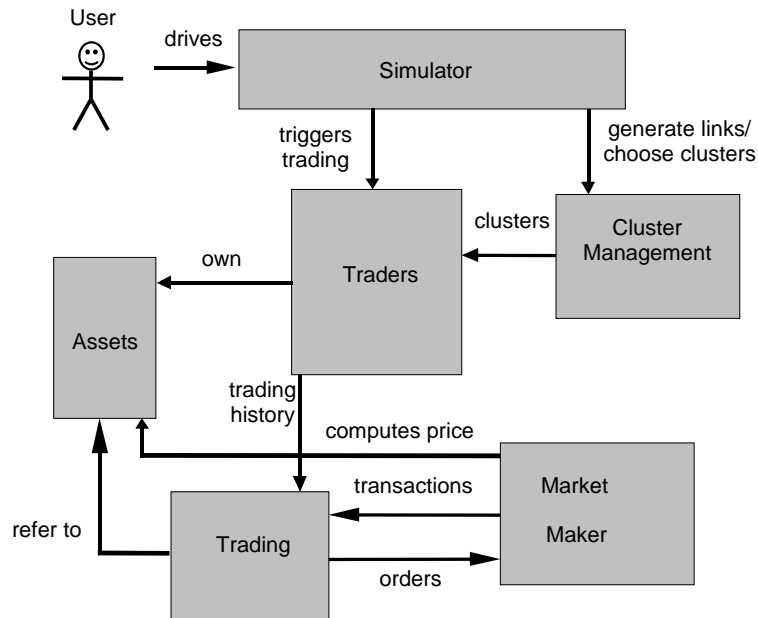 User
drives
Simulator
triggers
trading
generate links/
choose clusters
clusters
Cluster
Management
own
Traders
Assets
trading
history
computes price
transactions
Market
Maker
refer to
Trading
orders